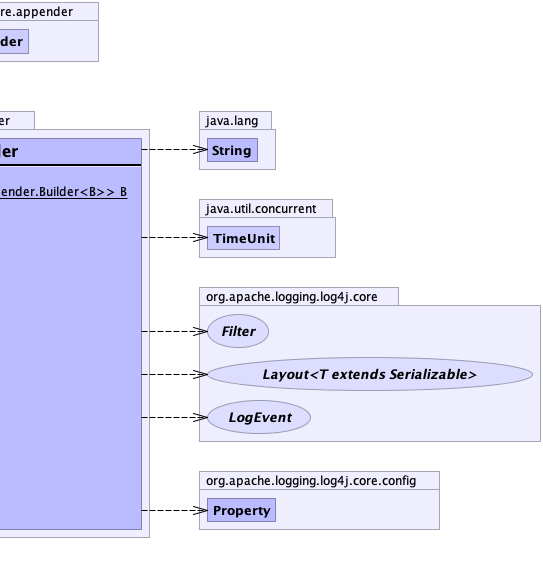 re.appender
der
er
ler
ender.Builder<B>> B
java.lang
String
java.util.concurrent
TimeUnit
org.apache.logging.log4j.core
Filter
Layout<T extends Serializable>
LogEvent
org.apache.logging.log4j.core.config
Property